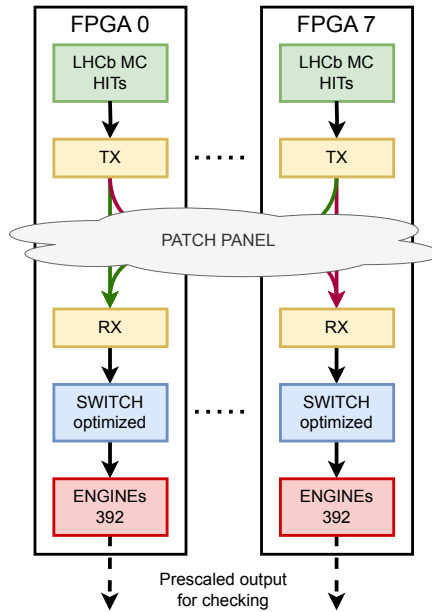 FPGA 0
FPGA 7
LHCb MC
HITs
LHCb MC
HITs
TX
TX
PATCH PANEL
RX
RX
SWITCH
optimized
SWITCH
optimized
ENGINEs
392
ENGINEs
392
Prescaled output
for checking